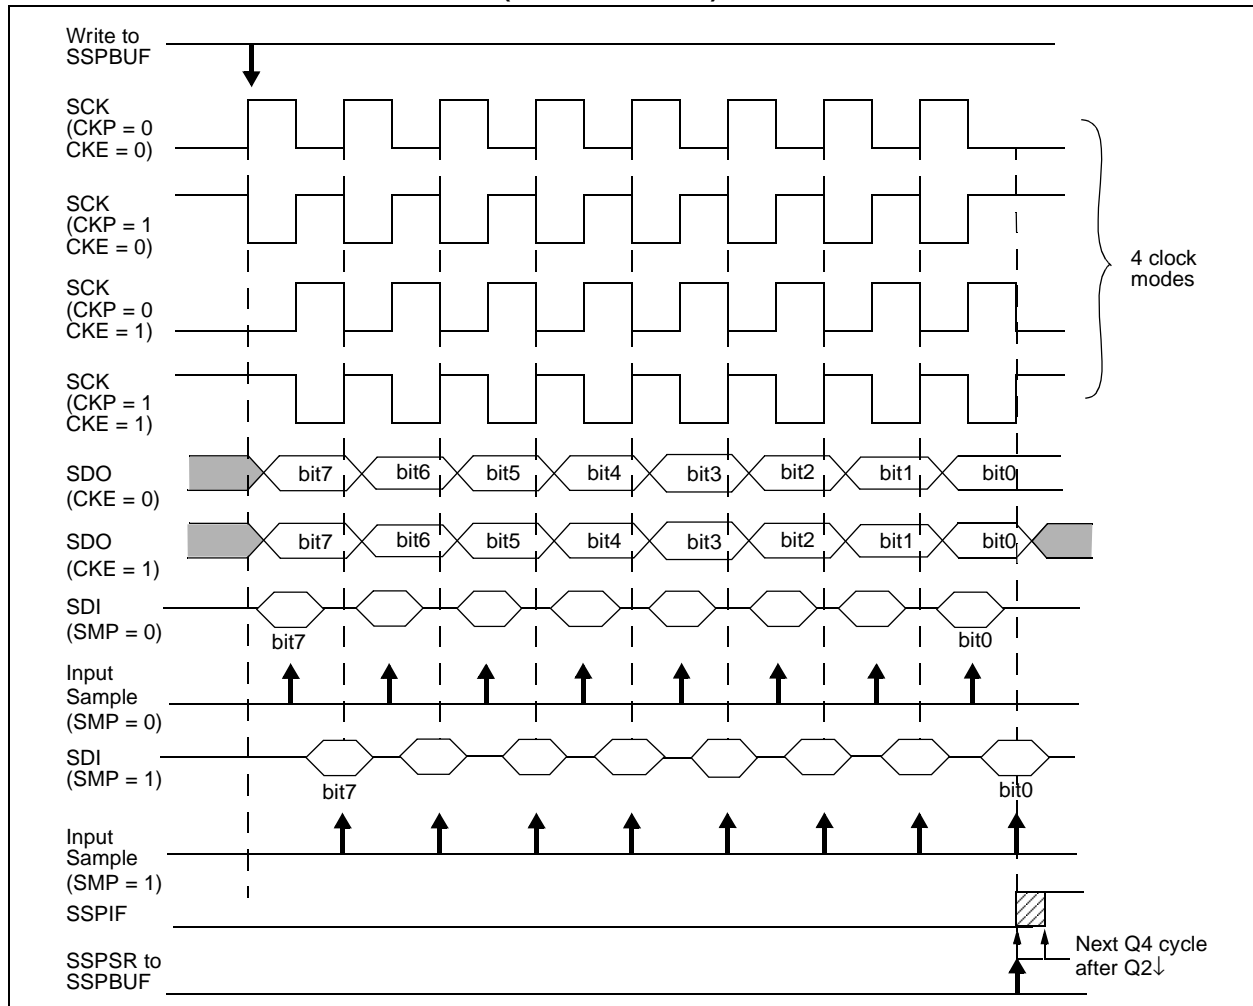 Write to
SSPBUF
SCK
(CKP = 0
CKE = 0)
SCK
(CKP = 1
CKE = 0)
4 clock
modes
SCK
(CKP = 0
CKE = 1)
SCK
(CKP = 1
CKE = 1)
SDO
(CKE = 0)
bit7 bit6 bit5 bit4 bit3 bit2 bit1 bit0
SDO
(CKE = 1)
bit7 bit6 bit5 bit4 bit3 bit2 bit1 bit0
SDI
(SMP = 0)
bit7 bit0
Input
Sample
(SMP = 0)
SDI
(SMP = 1)
bit7 bit0
Input
Sample
(SMP = 1)
SSPIF
Next Q4 cycle
after Q2↓
SSPSR to
SSPBUF